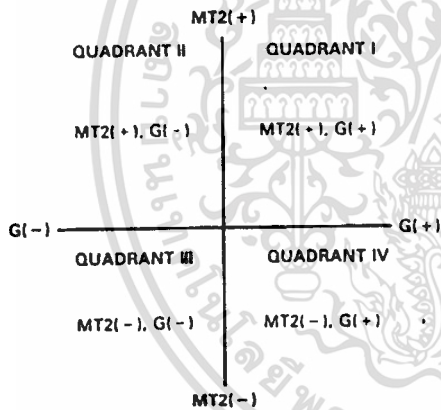 MT2(+)
QUADRANT II QUADRANT I
MT2(+), G(-) MT2(+), G(+)
G(-) G(+)
QUADRANT III QUADRANT IV
MT2(-), G(-) MT2(-), G(+)
MT2(-)